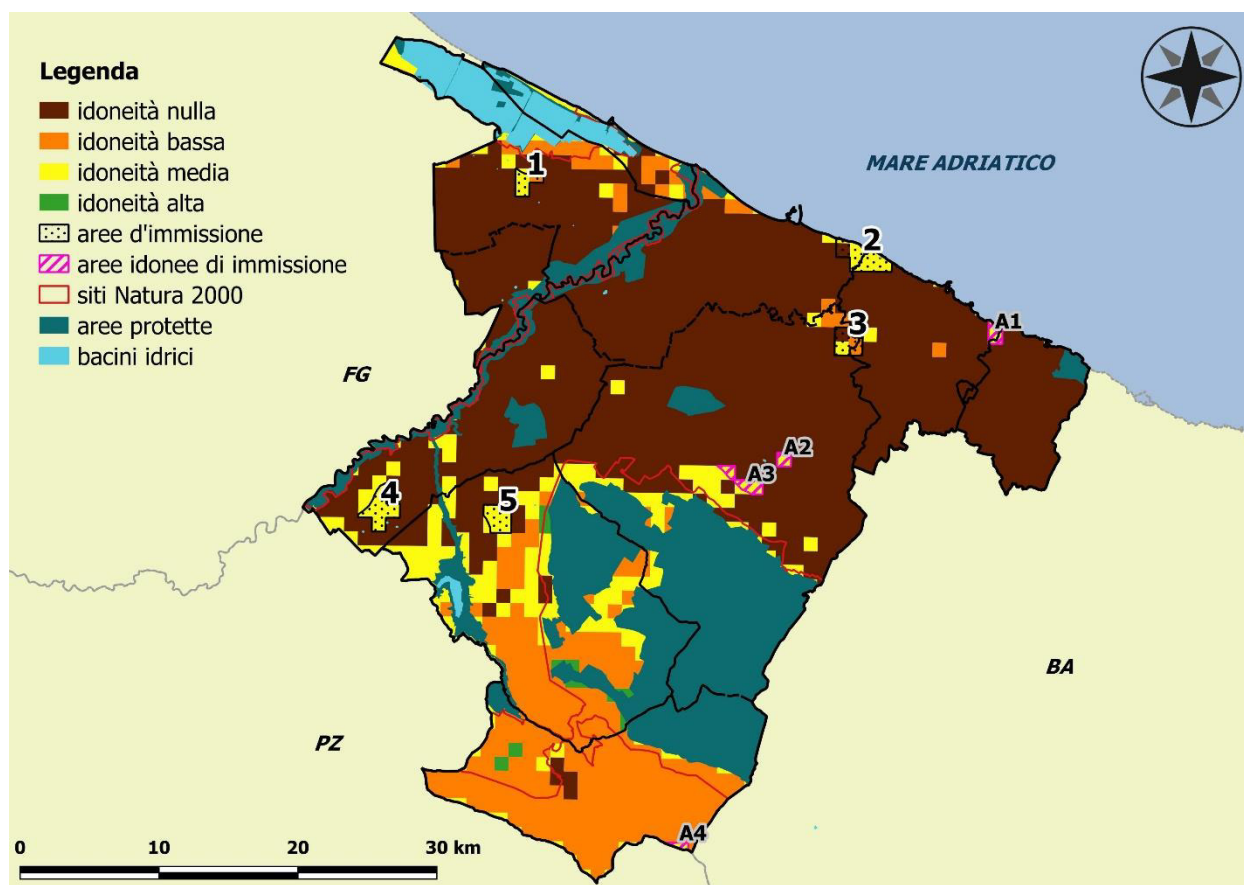 Legenda
idoneità nulla
idoneità bassa
idoneità media
idoneità alta
aree d'immissione
aree idonee di immissione
siti Natura 2000
aree protette
bacini idrici
MARE ADRIATICO
1
2
3
A1
FG
A2
A3
4
5
BA
PZ
A4
0 10 20 30 km